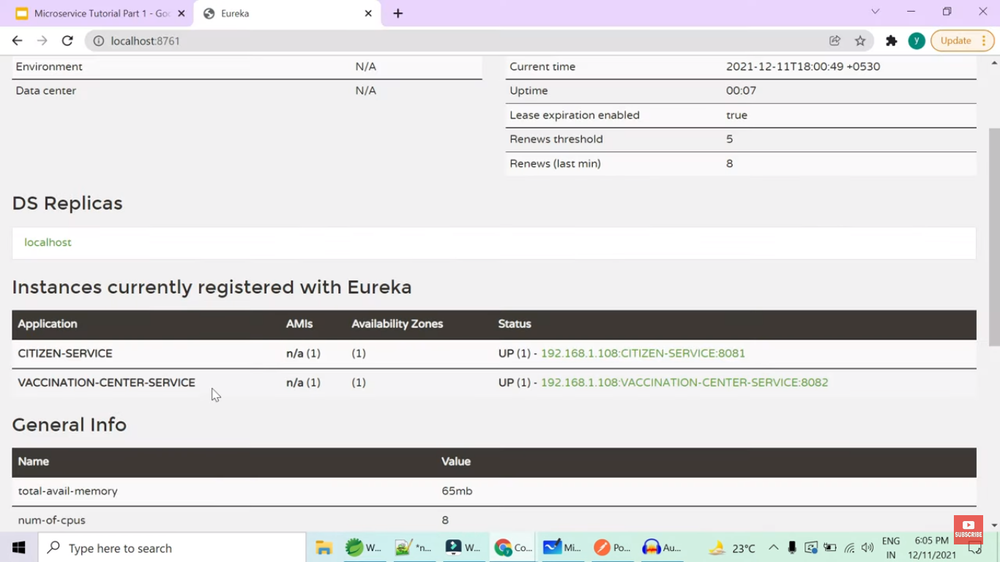 Microservice Tutorial Part 1 - Goo
Eureka
localhost:8761
y
Update
Environment N/A
Data center N/A
Current time 2021-12-11T18:00:49 +0530
Uptime 00:07
Lease expiration enabled true
Renews threshold 5
Renews (last min) 8
DS Replicas
localhost
Instances currently registered with Eureka
Application AMIs Availability Zones Status
CITIZEN-SERVICE n/a (1) (1) UP (1) - 192.168.1.108:CITIZEN-SERVICE:8081
VACCINATION-CENTER-SERVICE n/a (1) (1) UP (1) - 192.168.1.108:VACCINATION-CENTER-SERVICE:8082
General Info
Name Value
total-avail-memory 65mb
num-of-cpus 8
SUBSCRIBE
Type here to search
W... *n... W... Co... Mi... Po... Au...
23°C
ENG
IN
6:05 PM
12/11/2021